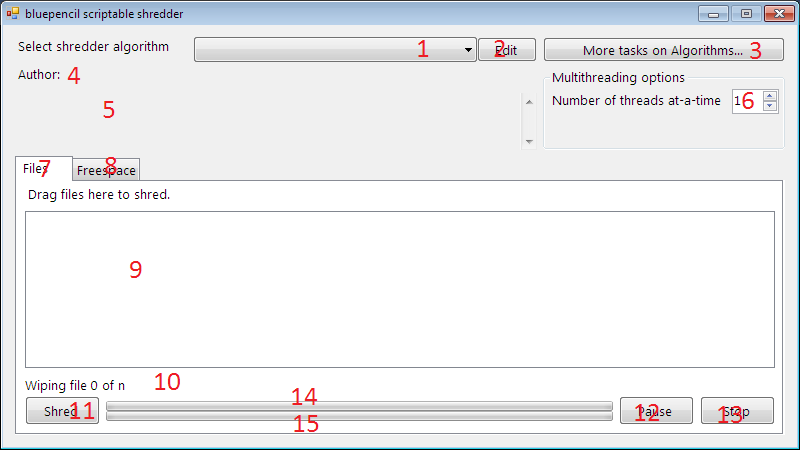 bluepencil scriptable shredder
Select shredder algorithm 1 Edit 2 More tasks on Algorithms... 3
Author: 4
Multithreading options
5
Number of threads at-a-time 1 6
Files 7 Freespace 8
Drag files here to shred.
9
Wiping file 0 of n 10
Shred 11 14 Pause 12 Stop 13
15